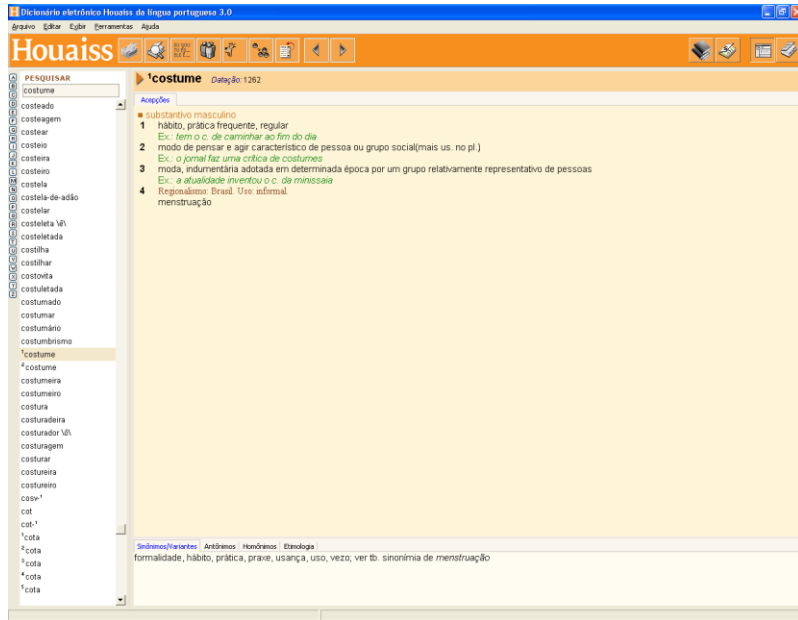 Dicionário eletrônico Houaiss da língua portuguesa 3.0
Arquivo Editar Exibir Ferramentas Ajuda
Houaiss
PESQUISAR
costume
costeado
costeagem
costear
costeio
costeira
costeiro
costela
costela-de-adão
costelar
costeleta \ê\
costeletada
costilha
costilhar
costovita
costuletada
costumado
costumar
costumário
costumbrismo
¹costume
²costume
costumeira
costumeiro
costura
costuradeira
costurador \ô\
costuragem
costurar
costureira
costureiro
cosv-¹
cot
cot-¹
¹cota
²cota
³cota
⁴cota
⁵cota
¹costume Datação: 1262
Acepções
substantivo masculino
1 hábito, prática frequente, regular
Ex.: tem o c. de caminhar ao fim do dia
2 modo de pensar e agir característico de pessoa ou grupo social(mais us. no pl.)
Ex.: o jornal faz uma crítica de costumes
3 moda, indumentária adotada em determinada época por um grupo relativamente representativo de pessoas
Ex.: a atualidade inventou o c. da minissaia
4 Regionalismo: Brasil. Uso: informal.
menstruação
Sinônimos/Variantes Antônimos Homônimos Etimologia
formalidade, hábito, prática, praxe, usança, uso, vezo; ver tb. sinonímia de menstruação